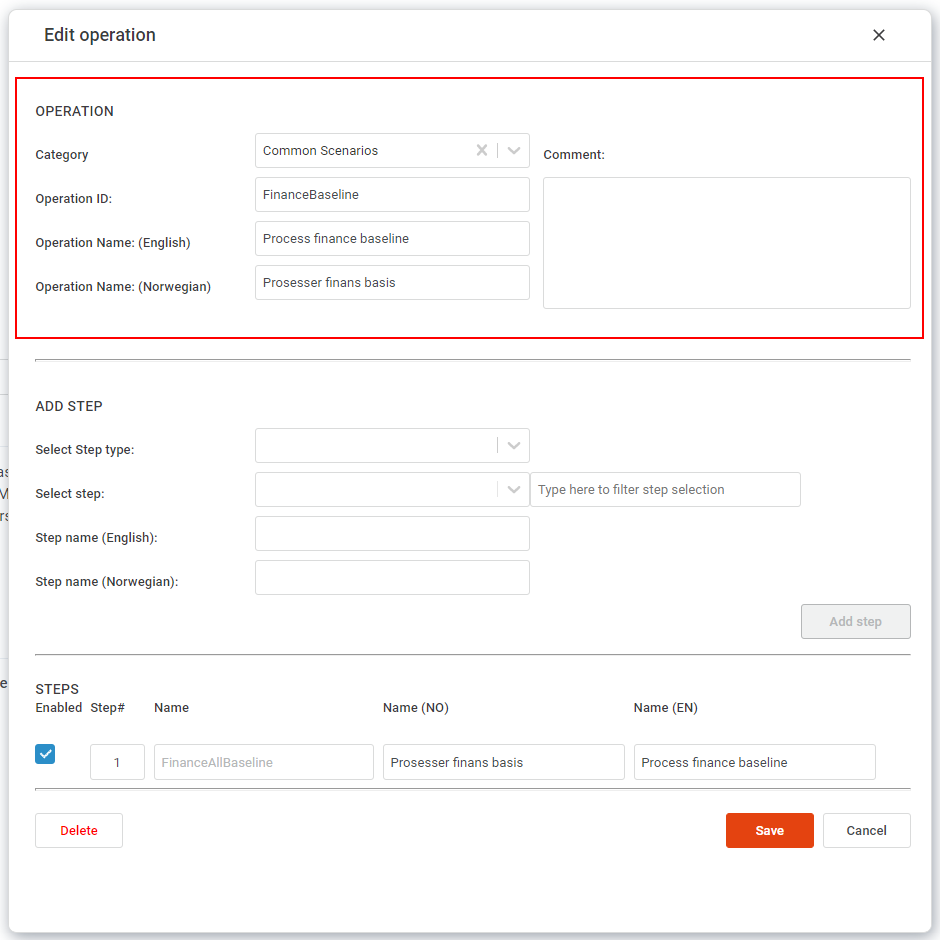 Edit operation
OPERATION
Category
Common Scenarios
Comment:
Operation ID:
FinanceBaseline
Operation Name: (English)
Process finance baseline
Operation Name: (Norwegian)
Prosesser finans basis
ADD STEP
Select Step type:
Select step:
Type here to filter step selection
Step name (English):
Step name (Norwegian):
Add step
STEPS
Enabled Step# Name Name (NO) Name (EN)
1 FinanceAllBaseline Prosesser finans basis Process finance baseline
Delete Save Cancel